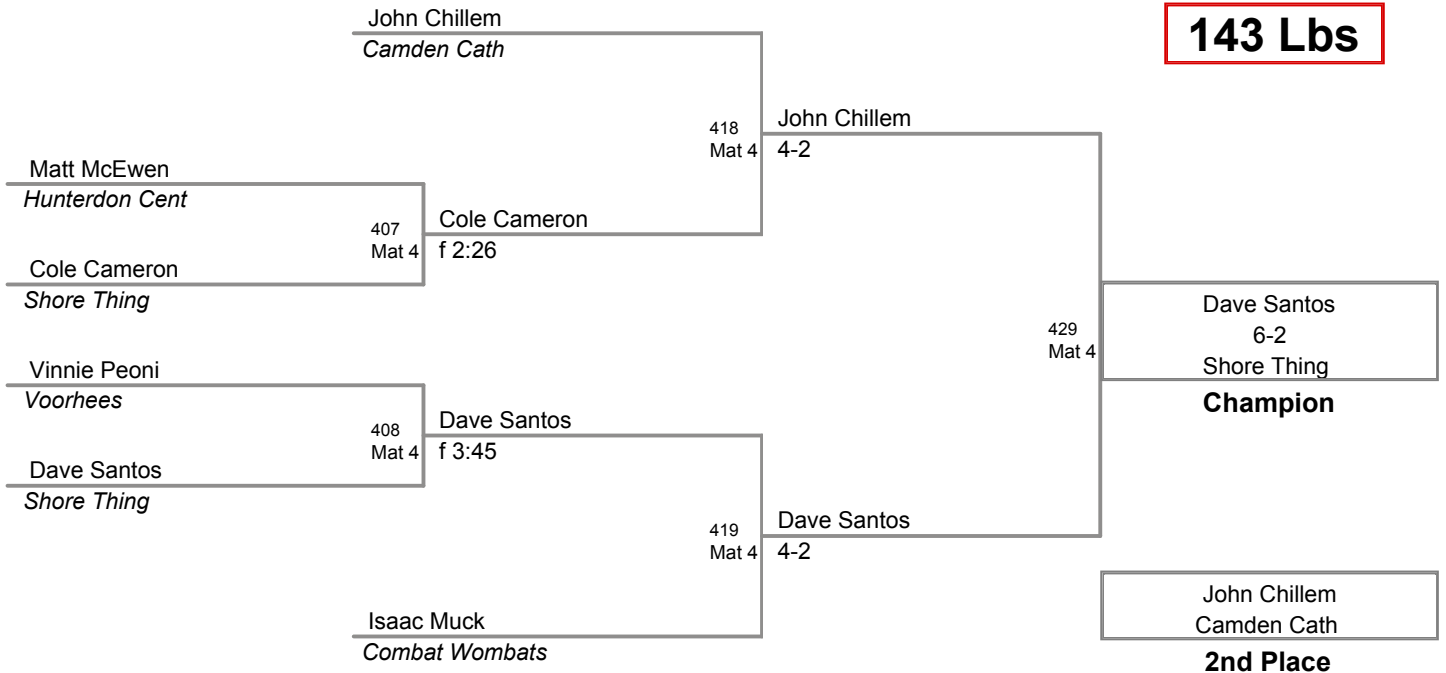 John Chillem
Camden Cath
143 Lbs
418
Mat 4
John Chillem
4-2
Matt McEwen
Hunterdon Cent
407
Mat 4
Cole Cameron
f 2:26
Cole Cameron
Shore Thing
429
Mat 4
Dave Santos
6-2
Shore Thing
Champion
Vinnie Peoni
Voorhees
408
Mat 4
Dave Santos
f 3:45
Dave Santos
Shore Thing
419
Mat 4
Dave Santos
4-2
Isaac Muck
Combat Wombats
John Chillem
Camden Cath
2nd Place